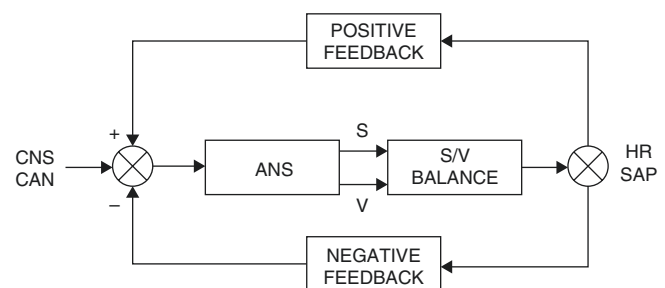 POSITIVE
FEEDBACK
+
CNS
CAN
ANS
S
V
S/V
BALANCE
HR
SAP
–
NEGATIVE
FEEDBACK